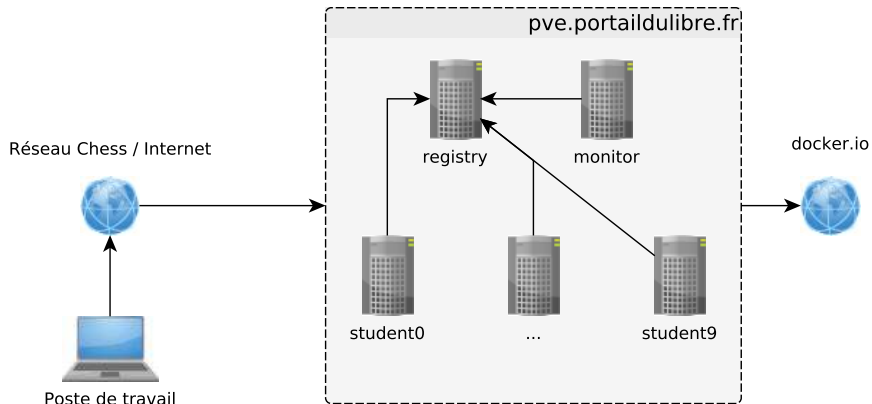 pve.portaildulibre.fr
Réseau Chess / Internet
registry
monitor
docker.io
student0
...
student9
Poste de travail